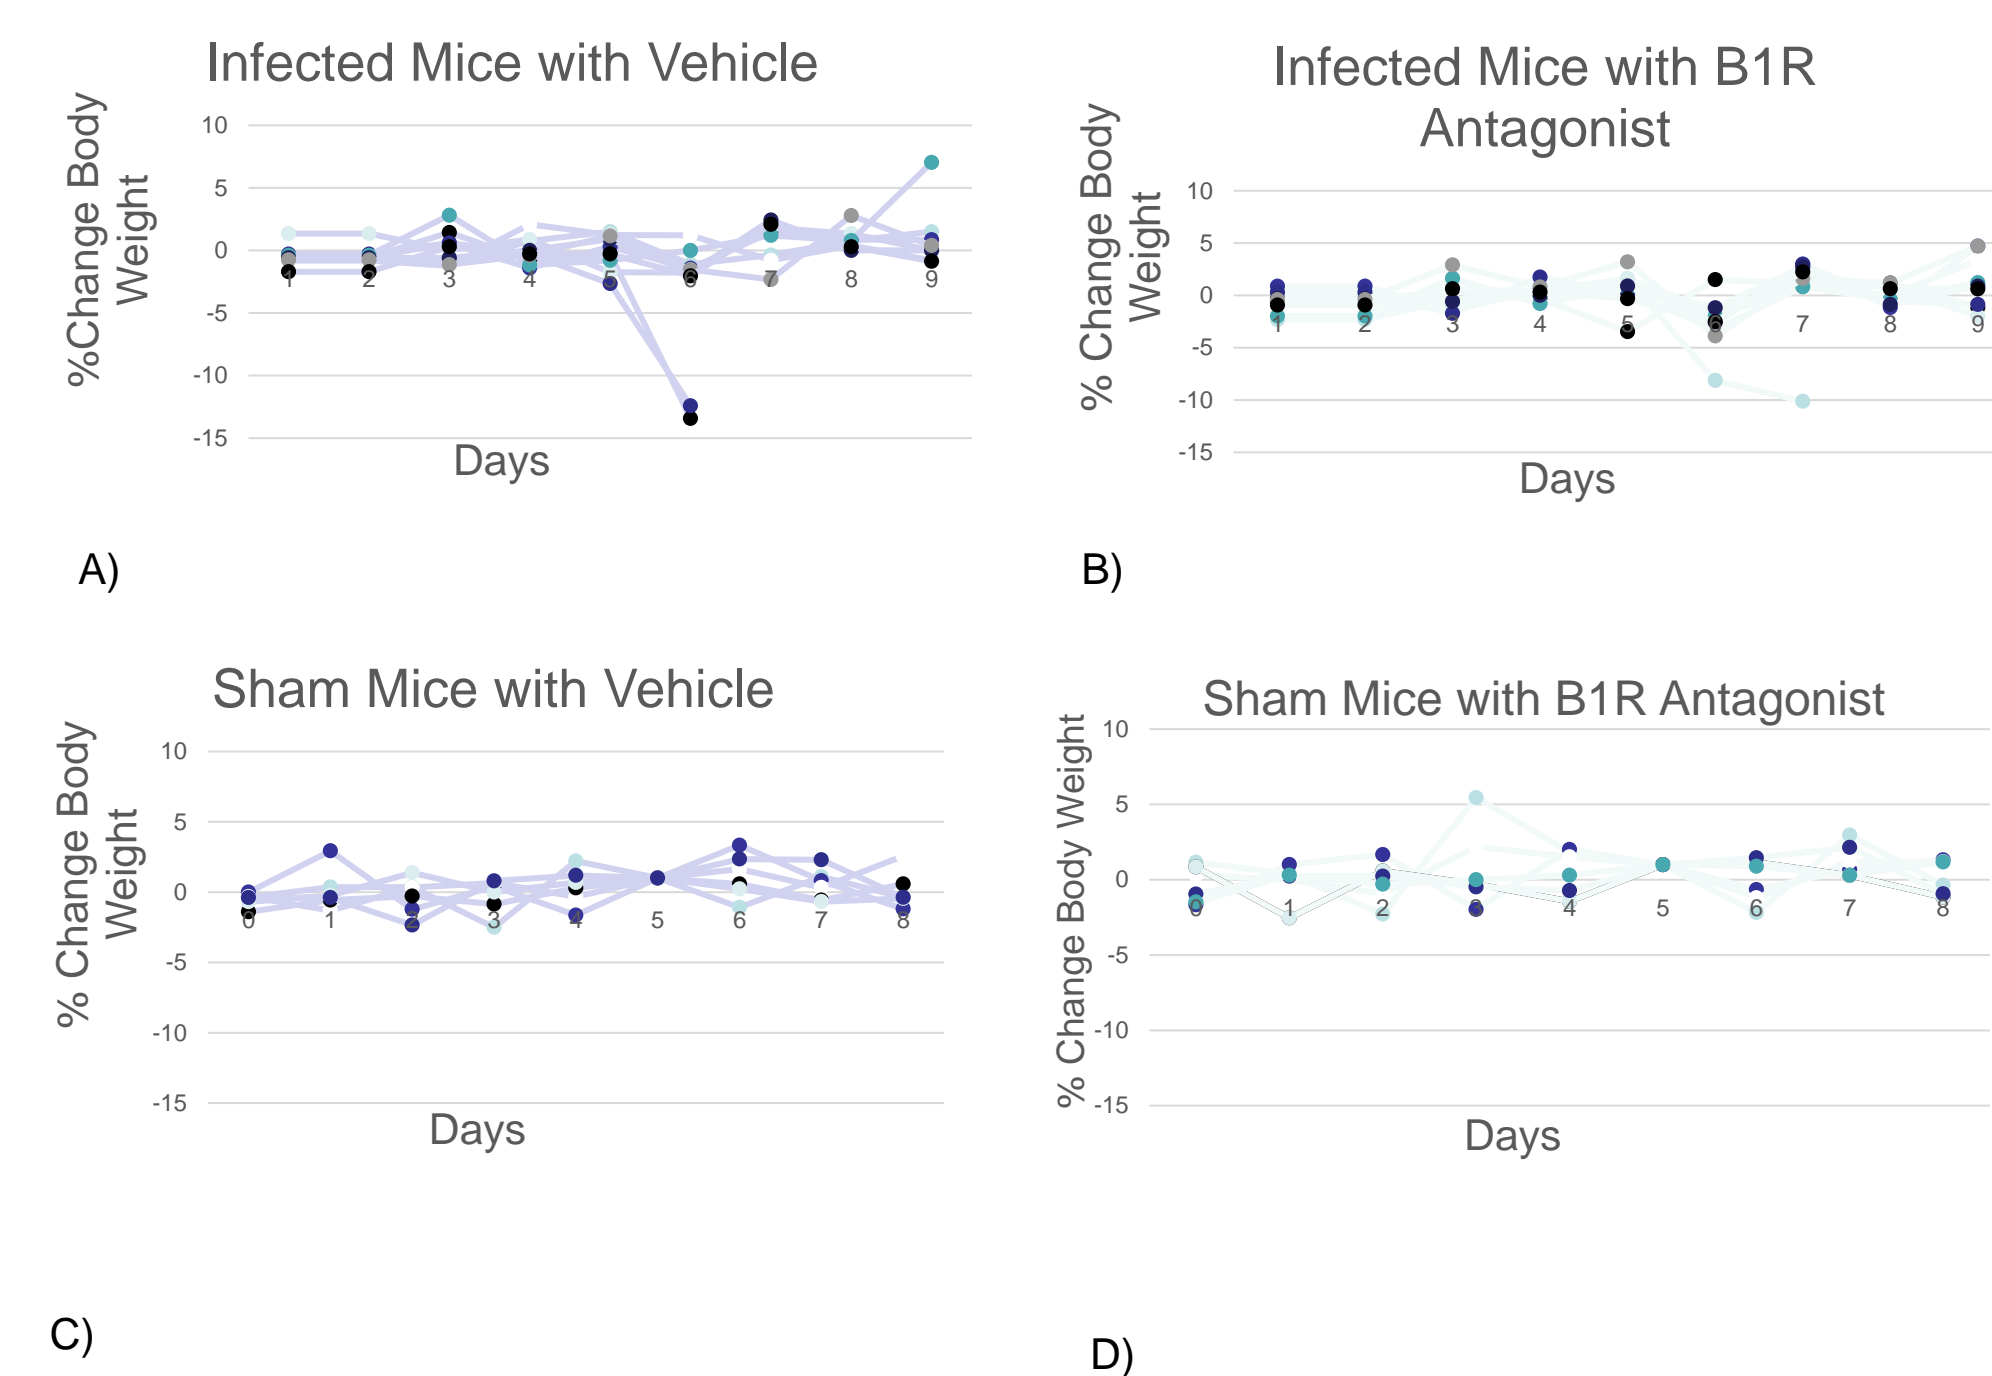 Infected Mice with Vehicle
%Change Body
Weight
10
5
0
-5
-10
-15
1 2 3 4 5 6 7 8 9
Days
A)
Infected Mice with B1R
Antagonist
% Change Body
Weight
10
5
0
-5
-10
-15
1 2 3 4 5 6 7 8 9
Days
B)
Sham Mice with Vehicle
% Change Body
Weight
10
5
0
-5
-10
-15
0 1 2 3 4 5 6 7 8
Days
C)
Sham Mice with B1R Antagonist
% Change Body Weight
10
5
0
-5
-10
-15
0 1 2 3 4 5 6 7 8
Days
D)